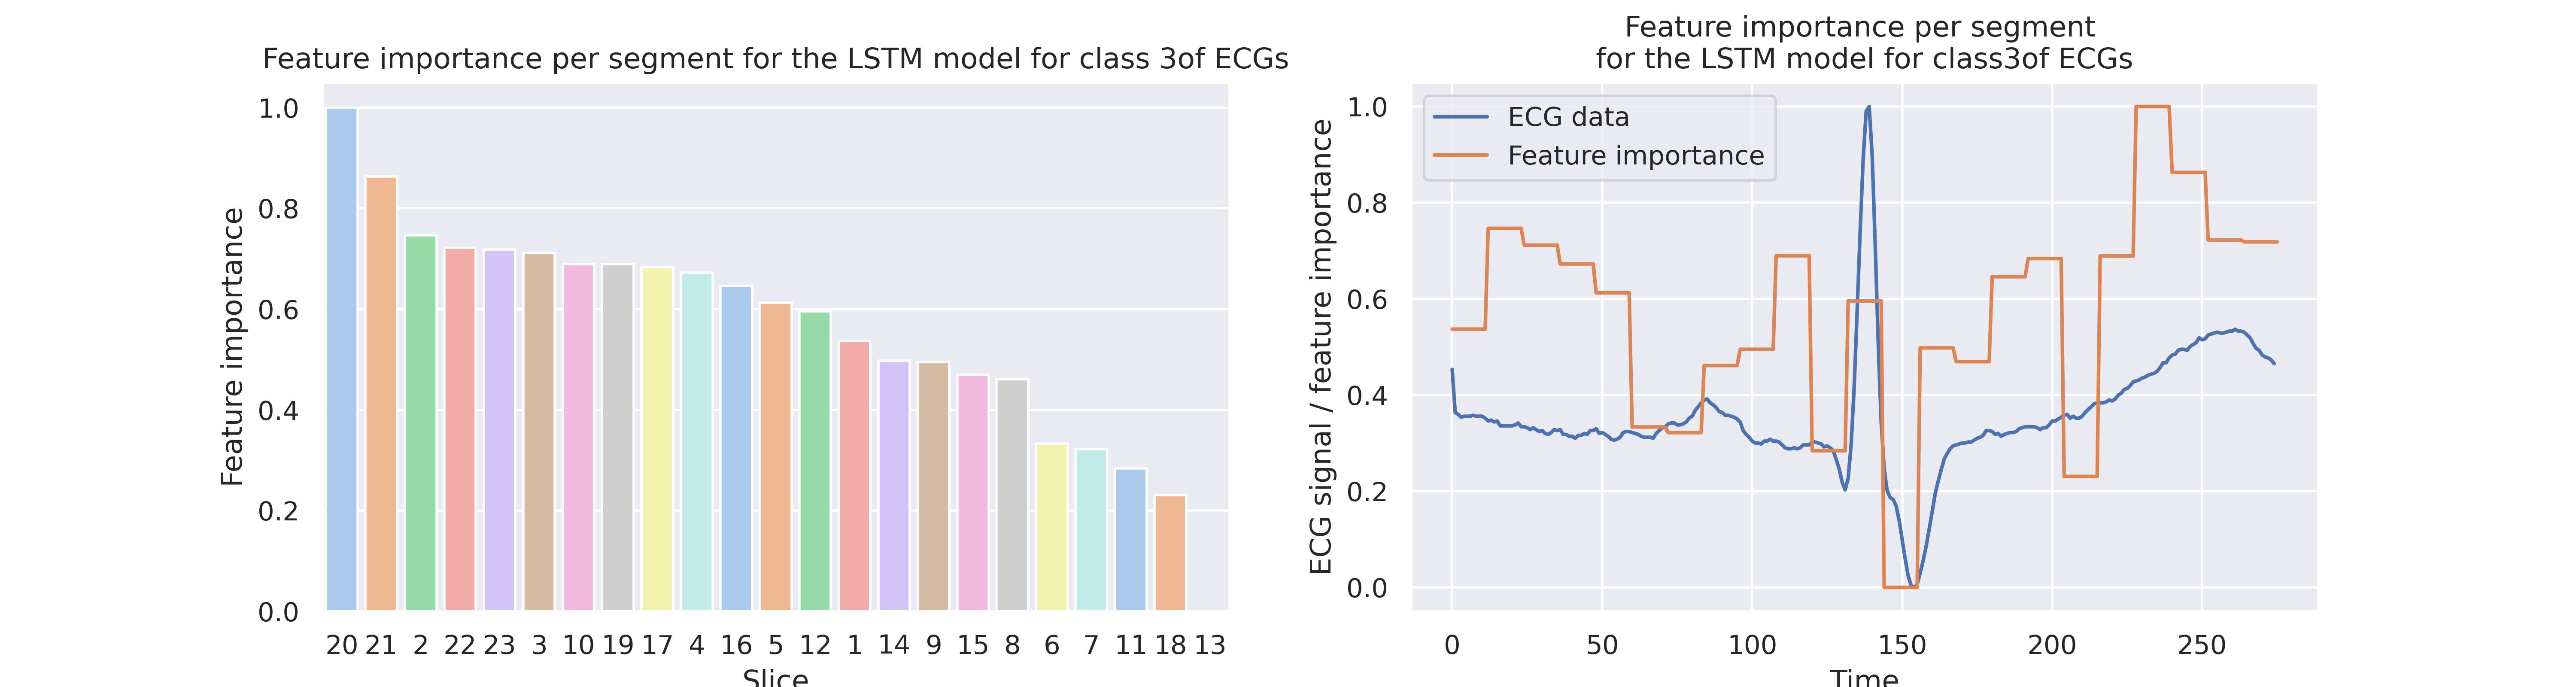 Feature importance per segment for the LSTM model for class 3of ECGs
Feature importance
1.0
0.8
0.6
0.4
0.2
0.0
20 21 2 22 23 3 10 19 17 4 16 5 12 1 14 9 15 8 6 7 11 18 13
Slice
Feature importance per segment
for the LSTM model for class3of ECGs
ECG signal / feature importance
1.0
0.8
0.6
0.4
0.2
0.0
ECG data
Feature importance
0 50 100 150 200 250
Time